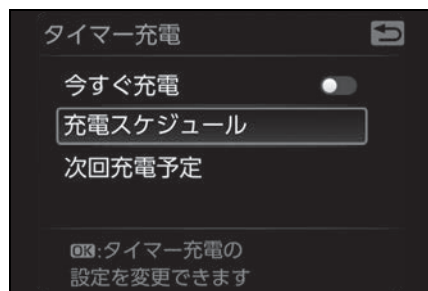 タイマー充電
今すぐ充電
充電スケジュール
次回充電予定
OK:タイマー充電の
設定を変更できます